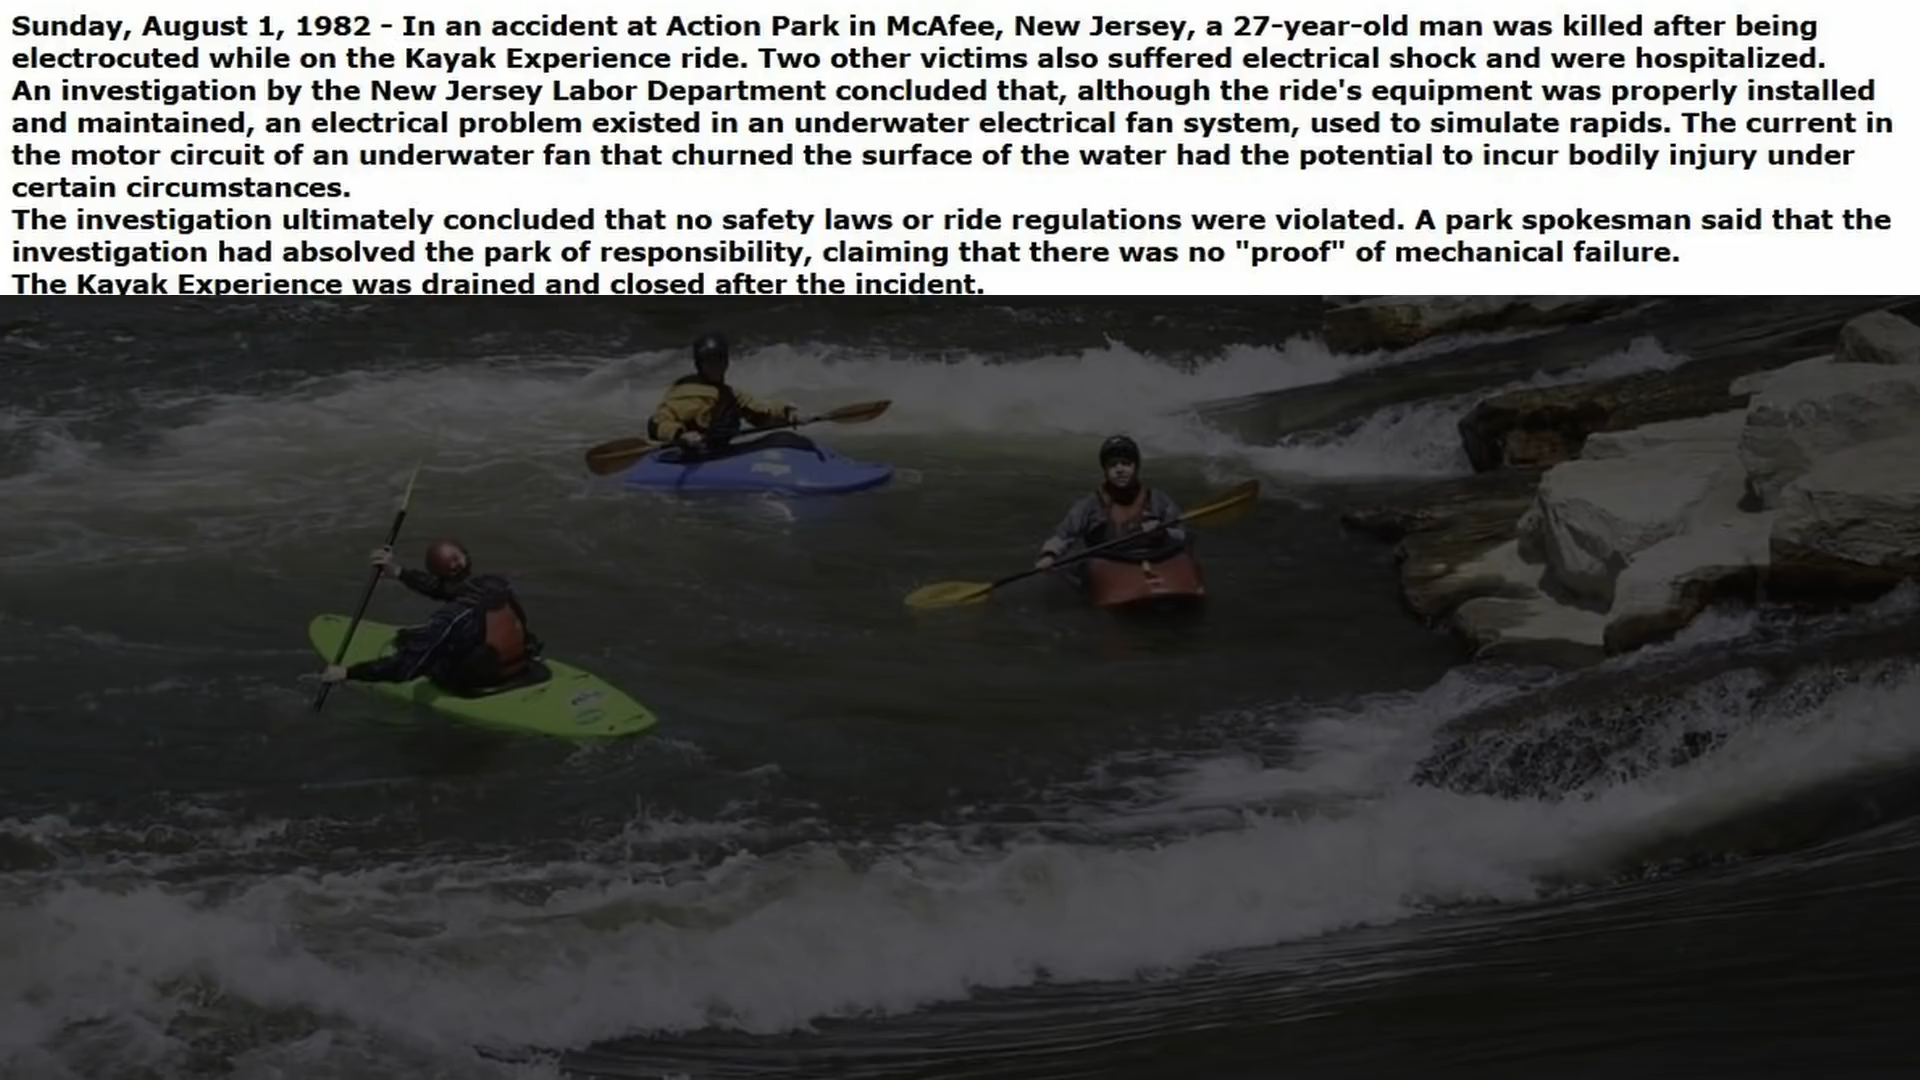 Sunday, August 1, 1982 - In an accident at Action Park in McAfee, New Jersey, a 27-year-old man was killed after being
electrocuted while on the Kayak Experience ride. Two other victims also suffered electrical shock and were hospitalized.
An investigation by the New Jersey Labor Department concluded that, although the ride's equipment was properly installed
and maintained, an electrical problem existed in an underwater electrical fan system, used to simulate rapids. The current in
the motor circuit of an underwater fan that churned the surface of the water had the potential to incur bodily injury under
certain circumstances.
The investigation ultimately concluded that no safety laws or ride regulations were violated. A park spokesman said that the
investigation had absolved the park of responsibility, claiming that there was no "proof" of mechanical failure.
The Kayak Experience was drained and closed after the incident.